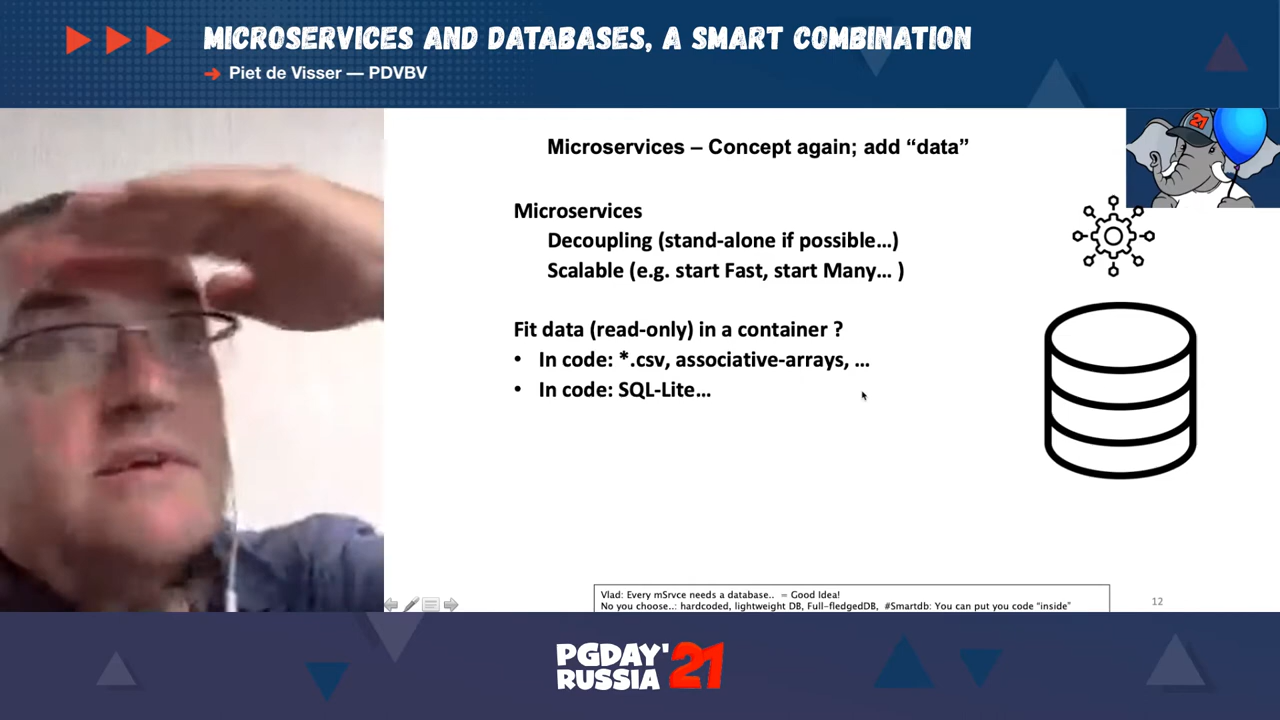 MICROSERVICES AND DATABASES, A SMART COMBINATION
➔ Piet de Visser — PDVBV
21
Microservices – Concept again; add “data”
Microservices
Decoupling (stand-alone if possible…)
Scalable (e.g. start Fast, start Many… )
Fit data (read-only) in a container ?
• In code: *.csv, associative-arrays, …
• In code: SQL-Lite…
Vlad: Every mSrvce needs a database.. = Good Idea!
No you choose..: hardcoded, lightweight DB, Full-fledgedDB, #Smartdb: You can put you code “inside”
12
PGDAY'21
RUSSIA